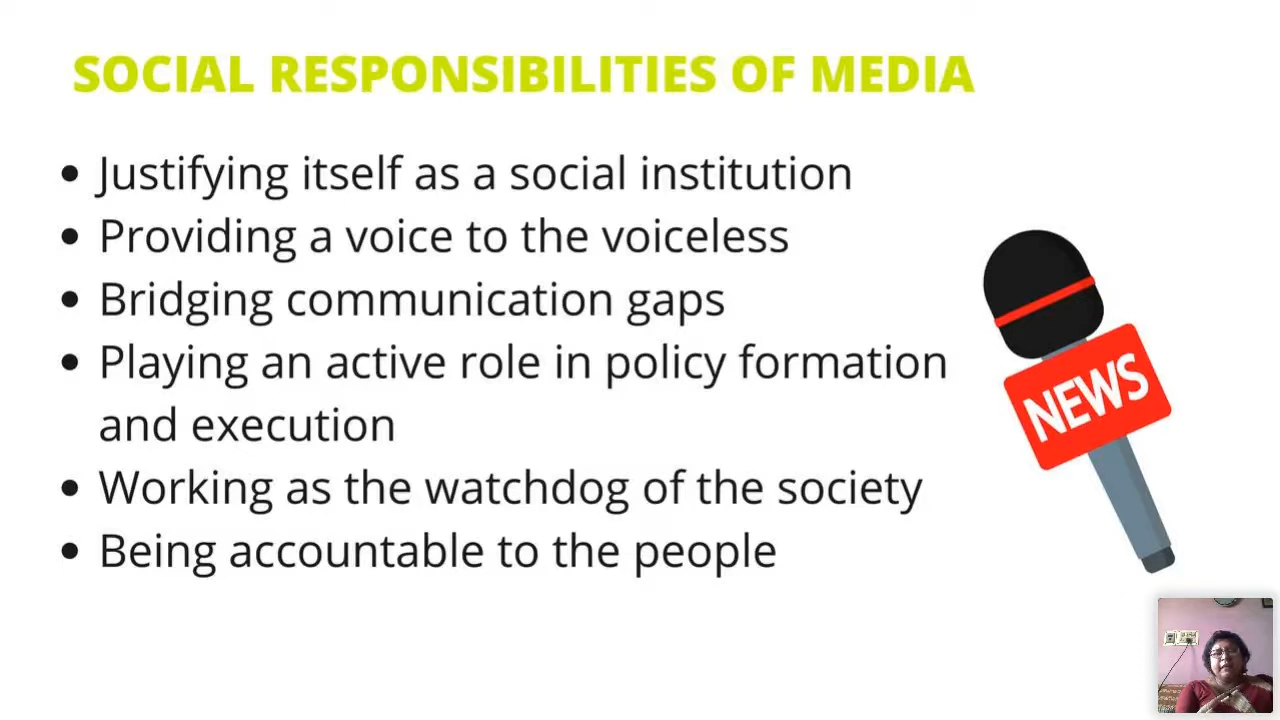 SOCIAL RESPONSIBILITIES OF MEDIA
• Justifying itself as a social institution
• Providing a voice to the voiceless
• Bridging communication gaps
• Playing an active role in policy formation
and execution
• Working as the watchdog of the society
• Being accountable to the people
NEWS